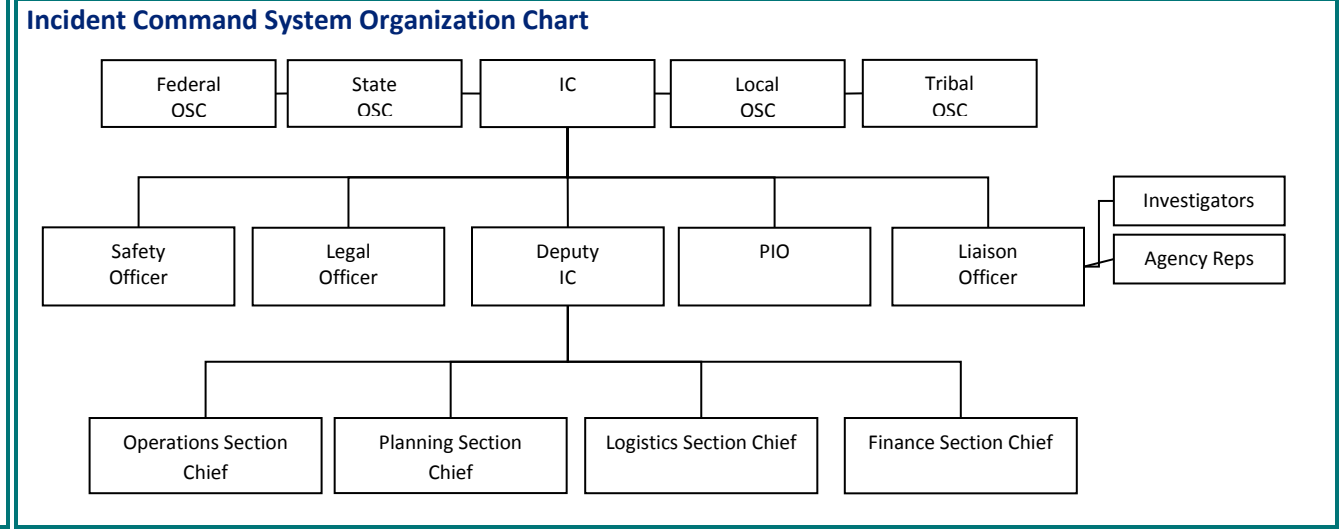 Incident Command System Organization Chart
Federal
OSC
State
OSC
IC
Local
OSC
Tribal
OSC
Investigators
Agency Reps
Safety
Officer
Legal
Officer
Deputy
IC
PIO
Liaison
Officer
Operations Section
Chief
Planning Section
Chief
Logistics Section Chief
Finance Section Chief